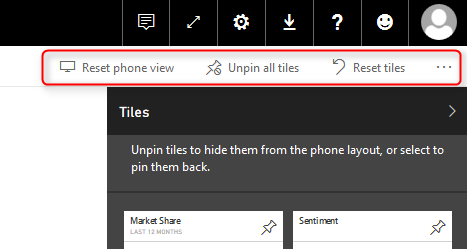 Reset phone view Unpin all tiles Reset tiles ...
Tiles
Unpin tiles to hide them from the phone layout, or select to
pin them back.
Market Share Sentiment
LAST 12 MONTHS